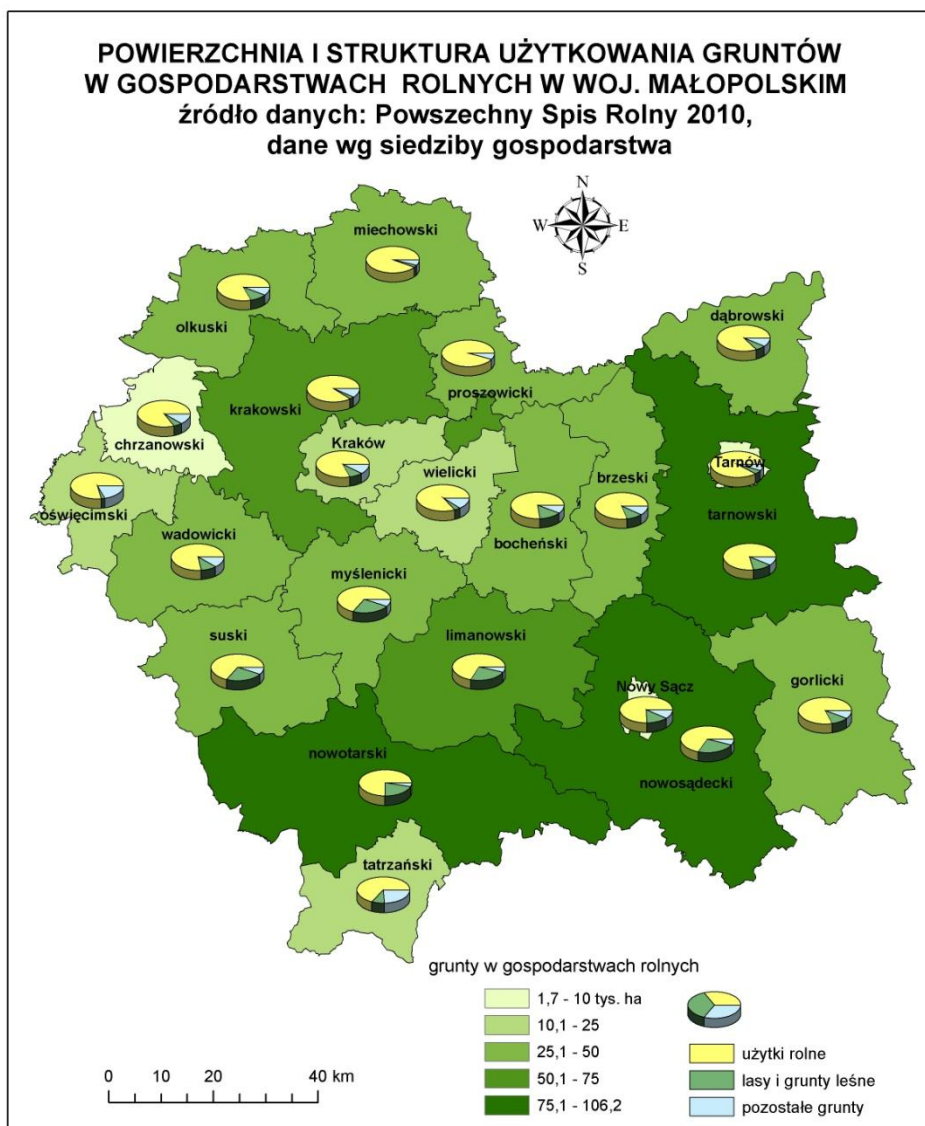 POWIERZCHNIA I STRUKTURA UŻYTKOWANIA GRUNTÓW
W GOSPODARSTWACH ROLNYCH W WOJ. MAŁOPOLSKIM
źródło danych: Powszechny Spis Rolny 2010,
dane wg siedziby gospodarstwa
N
W E
S
miechowski
olkuski
dąbrowski
proszowicki
krakowski
chrzanowski
Kraków
wielicki
brzeski
Tarnów
oświęcimski
tarnowski
wadowicki
bocheński
myślenicki
suski
limanowski
Nowy Sącz
gorlicki
nowotarski
nowosądecki
tatrzański
grunty w gospodarstwach rolnych
1,7 - 10 tys. ha
10,1 - 25
25,1 - 50
50,1 - 75
75,1 - 106,2
użytki rolne
lasy i grunty leśne
pozostałe grunty
0 10 20 40 km